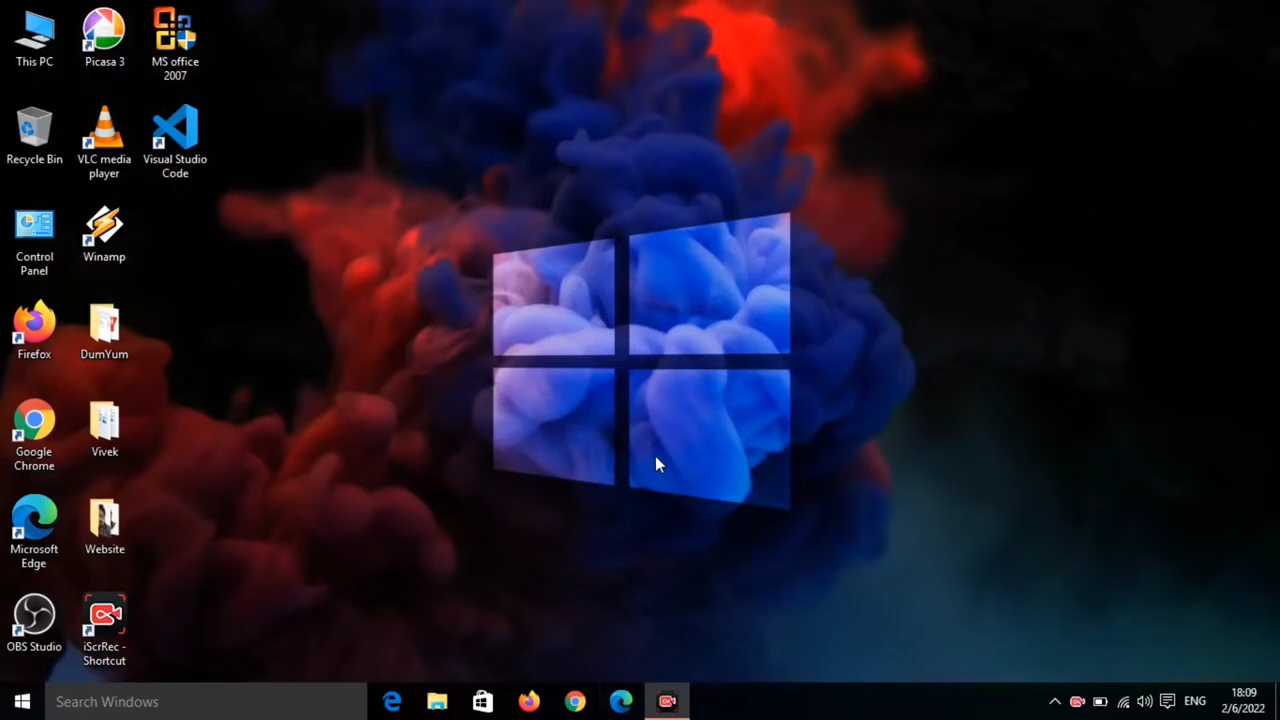 This PC
Picasa 3
MS office
2007
Recycle Bin
VLC media
player
Visual Studio
Code
Control
Panel
Winamp
Firefox
DumYum
Google
Chrome
Vivek
Microsoft
Edge
Website
OBS Studio
iScrRec -
Shortcut
Search Windows
ENG
18:09
2/6/2022